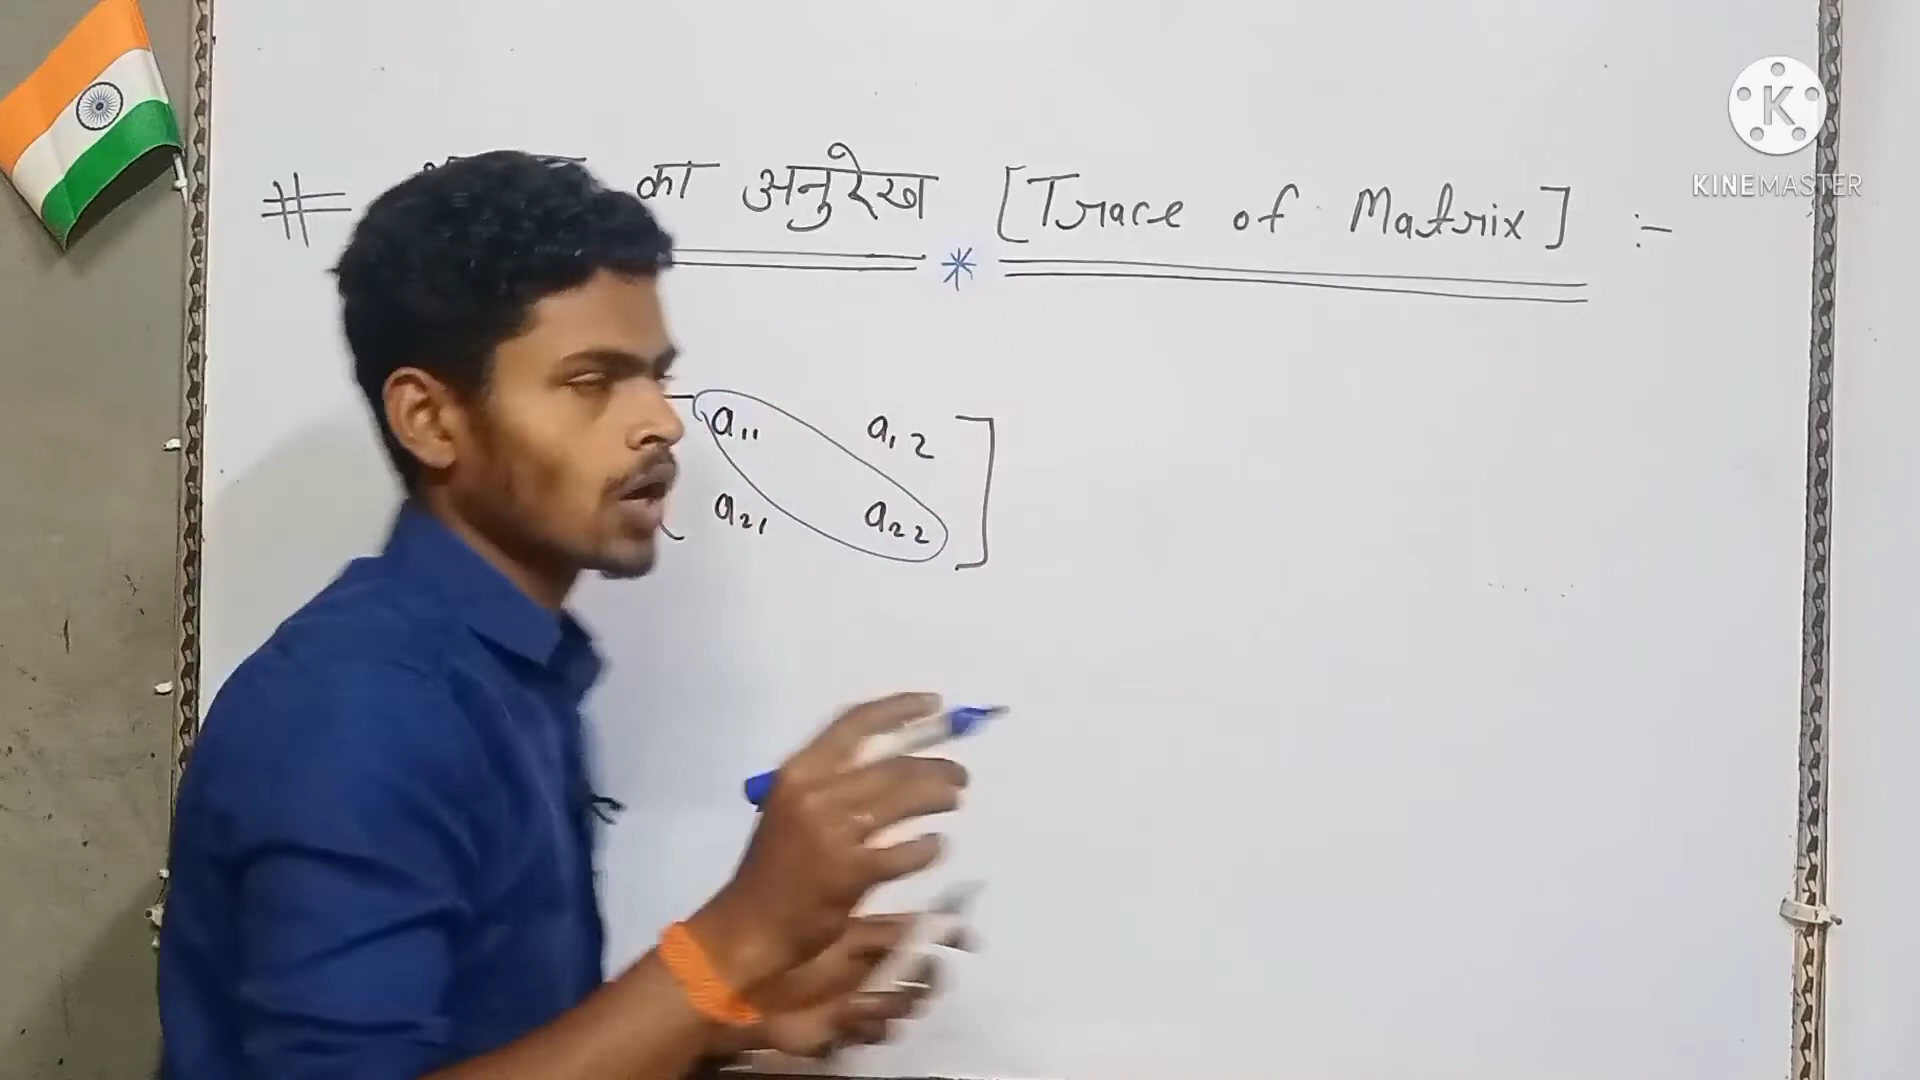 # का अनुरेख [Trace of Matrix] :-
*
a₁₁ a₁₂ ]
a₂₁ a₂₂
K
KINEMASTER